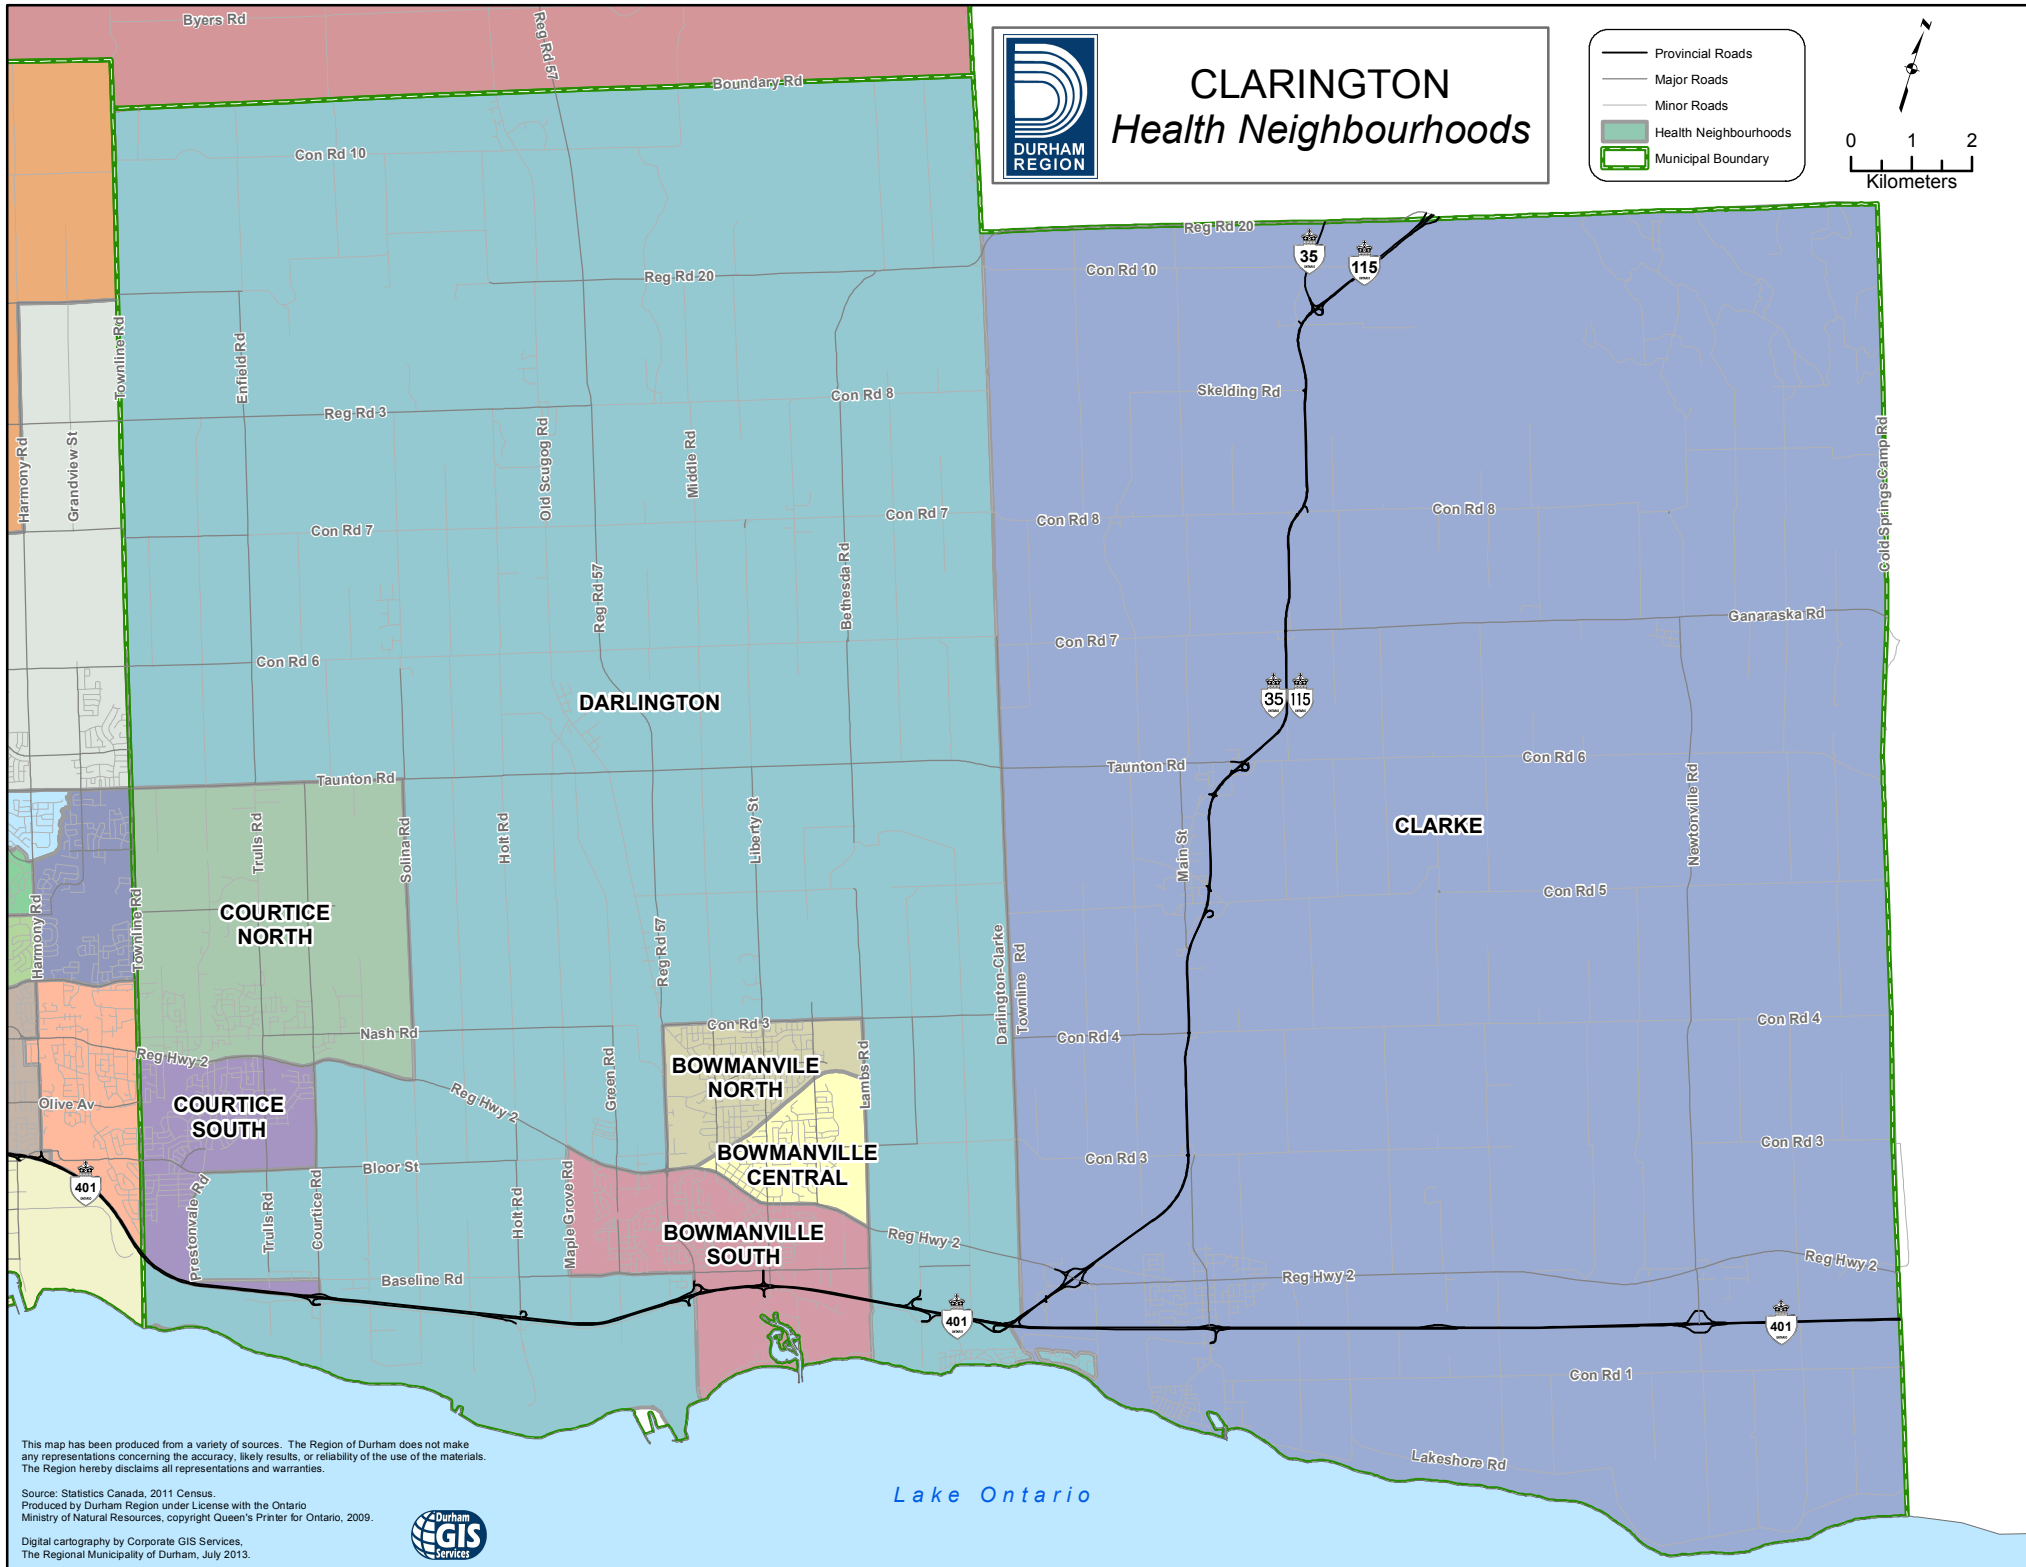 Byers Rd
Reg Rd 57
Boundary Rd
DURHAM
REGION
CLARINGTON
Health Neighbourhoods
Provincial Roads
Major Roads
Minor Roads
Health Neighbourhoods
Municipal Boundary
N
0 1 2
Kilometers
Con Rd 10
Reg Rd 20
35
ONTARIO
115
ONTARIO
Con Rd 10
Reg Rd 20
Townline Rd
Enfield Rd
Reg Rd 3
Con Rd 8
Skelding Rd
Harmony Rd
Grandview St
Old Scugog Rd
Middle Rd
Cold Springs Camp Rd
Con Rd 7
Con Rd 7
Con Rd 8
Con Rd 8
Reg Rd 57
Bethesda Rd
Ganaraska Rd
Con Rd 7
Con Rd 6
DARLINGTON
35
ONTARIO
115
ONTARIO
Taunton Rd
Taunton Rd
Con Rd 6
Trulls Rd
Solina Rd
Holt Rd
Liberty St
Main St
CLARKE
Newtonville Rd
Con Rd 5
Harmony Rd
Townline Rd
COURTICE
NORTH
Reg Rd 57
Darlington-Clarke
Townline Rd
Nash Rd
Con Rd 3
Con Rd 4
Con Rd 4
Reg Hwy 2
BOWMANVILE
NORTH
Lambs Rd
Green Rd
Olive Av
COURTICE
SOUTH
Reg Hwy 2
BOWMANVILLE
CENTRAL
Con Rd 3
Con Rd 3
Bloor St
401
ONTARIO
Prestonvale Rd
Trulls Rd
Courtice Rd
Holt Rd
Maple Grove Rd
BOWMANVILLE
SOUTH
Reg Hwy 2
Reg Hwy 2
Reg Hwy 2
Baseline Rd
401
ONTARIO
401
ONTARIO
Con Rd 1
Lakeshore Rd
Lake Ontario
This map has been produced from a variety of sources. The Region of Durham does not make
any representations concerning the accuracy, likely results, or reliability of the use of the materials.
The Region hereby disclaims all representations and warranties.
Source: Statistics Canada, 2011 Census.
Produced by Durham Region under License with the Ontario
Ministry of Natural Resources, copyright Queen's Printer for Ontario, 2009.
Digital cartography by Corporate GIS Services,
The Regional Municipality of Durham, July 2013.
Durham
GIS
Services